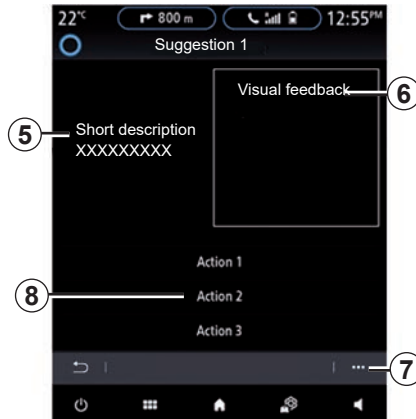 22°C
800 m
12:55PM
Suggestion 1
Visual feedback
6
5
Short description
XXXXXXXXX
Action 1
8
Action 2
Action 3
7